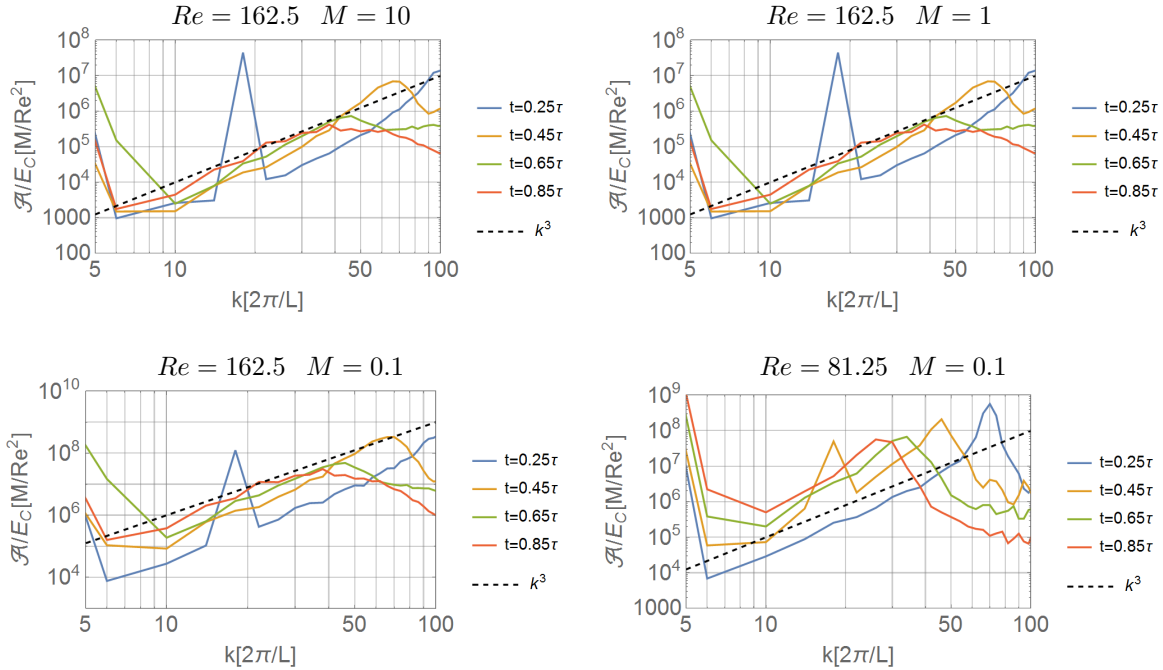 Re = 162.5 M = 10
10^8
10^7
10^6
10^5
10^4
1000
100
𝒜/E_C[M/Re^2]
5 10 50 100
k[2π/L]
t=0.25τ
t=0.45τ
t=0.65τ
t=0.85τ
k^3
Re = 162.5 M = 1
10^8
10^7
10^6
10^5
10^4
1000
100
𝒜/E_C[M/Re^2]
5 10 50 100
k[2π/L]
t=0.25τ
t=0.45τ
t=0.65τ
t=0.85τ
k^3
Re = 162.5 M = 0.1
10^10
10^8
10^6
10^4
𝒜/E_C[M/Re^2]
5 10 50 100
k[2π/L]
t=0.25τ
t=0.45τ
t=0.65τ
t=0.85τ
k^3
Re = 81.25 M = 0.1
10^9
10^8
10^7
10^6
10^5
10^4
1000
𝒜/E_C[M/Re^2]
5 10 50 100
k[2π/L]
t=0.25τ
t=0.45τ
t=0.65τ
t=0.85τ
k^3